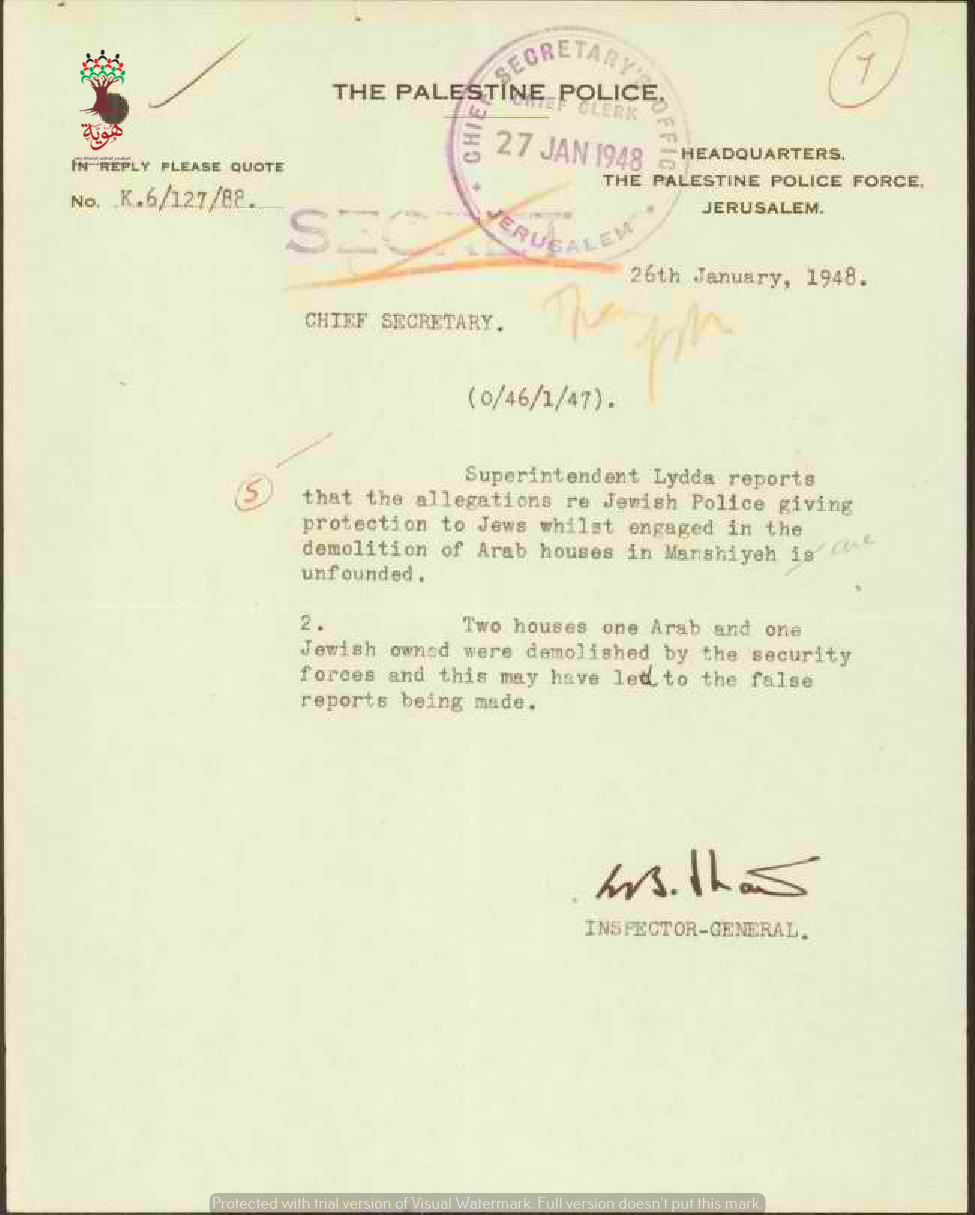 7
THE PALESTINE POLICE.
CHIEF SECRETARY'S OFFICE
CHIEF CLERK
27 JAN 1948
JERUSALEM
هوية
IN REPLY PLEASE QUOTE
No. K.6/127/88.
HEADQUARTERS,
THE PALESTINE POLICE FORCE,
JERUSALEM.
SECRET
26th January, 1948.
CHIEF SECRETARY.
(0/46/1/47).
5
Superintendent Lydda reports
that the allegations re Jewish Police giving
protection to Jews whilst engaged in the
demolition of Arab houses in Manshiyeh is are
unfounded.
2. Two houses one Arab and one
Jewish owned were demolished by the security
forces and this may have led to the false
reports being made.
INSPECTOR-GENERAL.
Protected with trial version of Visual Watermark. Full version doesn't put this mark.